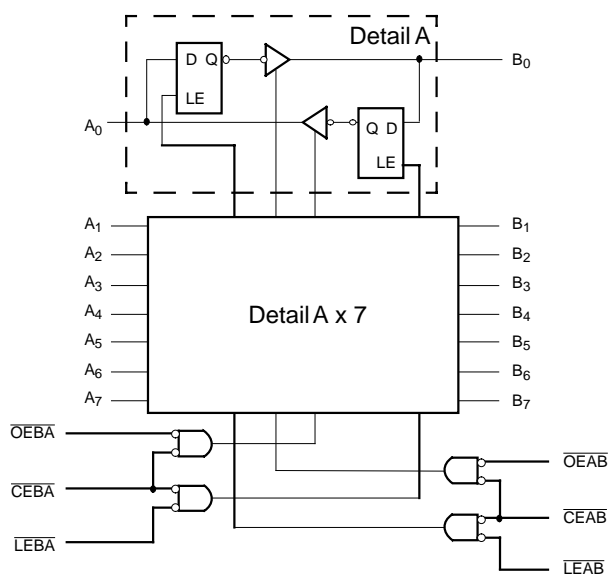 Detail A
D Q
LE
B0
A0
Q D
LE
A1
B1
A2
B2
A3
B3
A4
Detail A x 7
B4
A5
B5
A6
B6
A7
B7
OEBA
OEAB
CEBA
CEAB
LEBA
LEAB